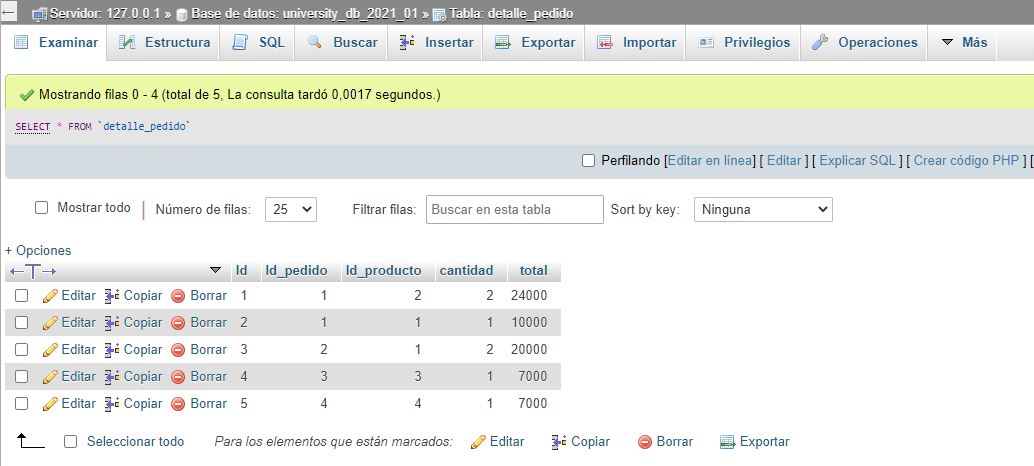 Servidor: 127.0.0.1 » Base de datos: university_db_2021_01 » Tabla: detalle_pedido
Examinar Estructura SQL Buscar Insertar Exportar Importar Privilegios Operaciones Más
Mostrando filas 0 - 4 (total de 5, La consulta tardó 0,0017 segundos.)
SELECT * FROM `detalle_pedido`
Perfilando [Editar en línea] [ Editar ] [ Explicar SQL ] [ Crear código PHP ] [
Mostrar todo Número de filas: 25 Filtrar filas: Buscar en esta tabla Sort by key: Ninguna
+ Opciones
←T→ Id Id_pedido Id_producto cantidad total
Editar Copiar Borrar 1 1 2 2 24000
Editar Copiar Borrar 2 1 1 1 10000
Editar Copiar Borrar 3 2 1 2 20000
Editar Copiar Borrar 4 3 3 1 7000
Editar Copiar Borrar 5 4 4 1 7000
Seleccionar todo Para los elementos que están marcados: Editar Copiar Borrar Exportar